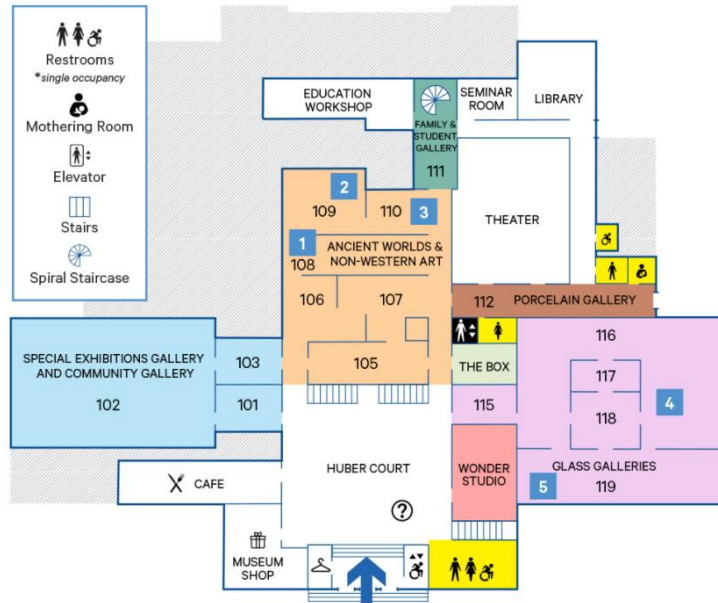 Restrooms
*single occupancy
Mothering Room
Elevator
Stairs
Spiral Staircase
EDUCATION
WORKSHOP
SEMINAR
ROOM
LIBRARY
FAMILY &
STUDENT
GALLERY
111
THEATER
2
109
110
3
1
ANCIENT WORLDS &
NON-WESTERN ART
108
106
107
105
112
PORCELAIN GALLERY
SPECIAL EXHIBITIONS GALLERY
AND COMMUNITY GALLERY
102
103
101
THE BOX
115
116
117
118
4
GLASS GALLERIES
119
5
HUBER COURT
WONDER
STUDIO
CAFE
?
MUSEUM
SHOP